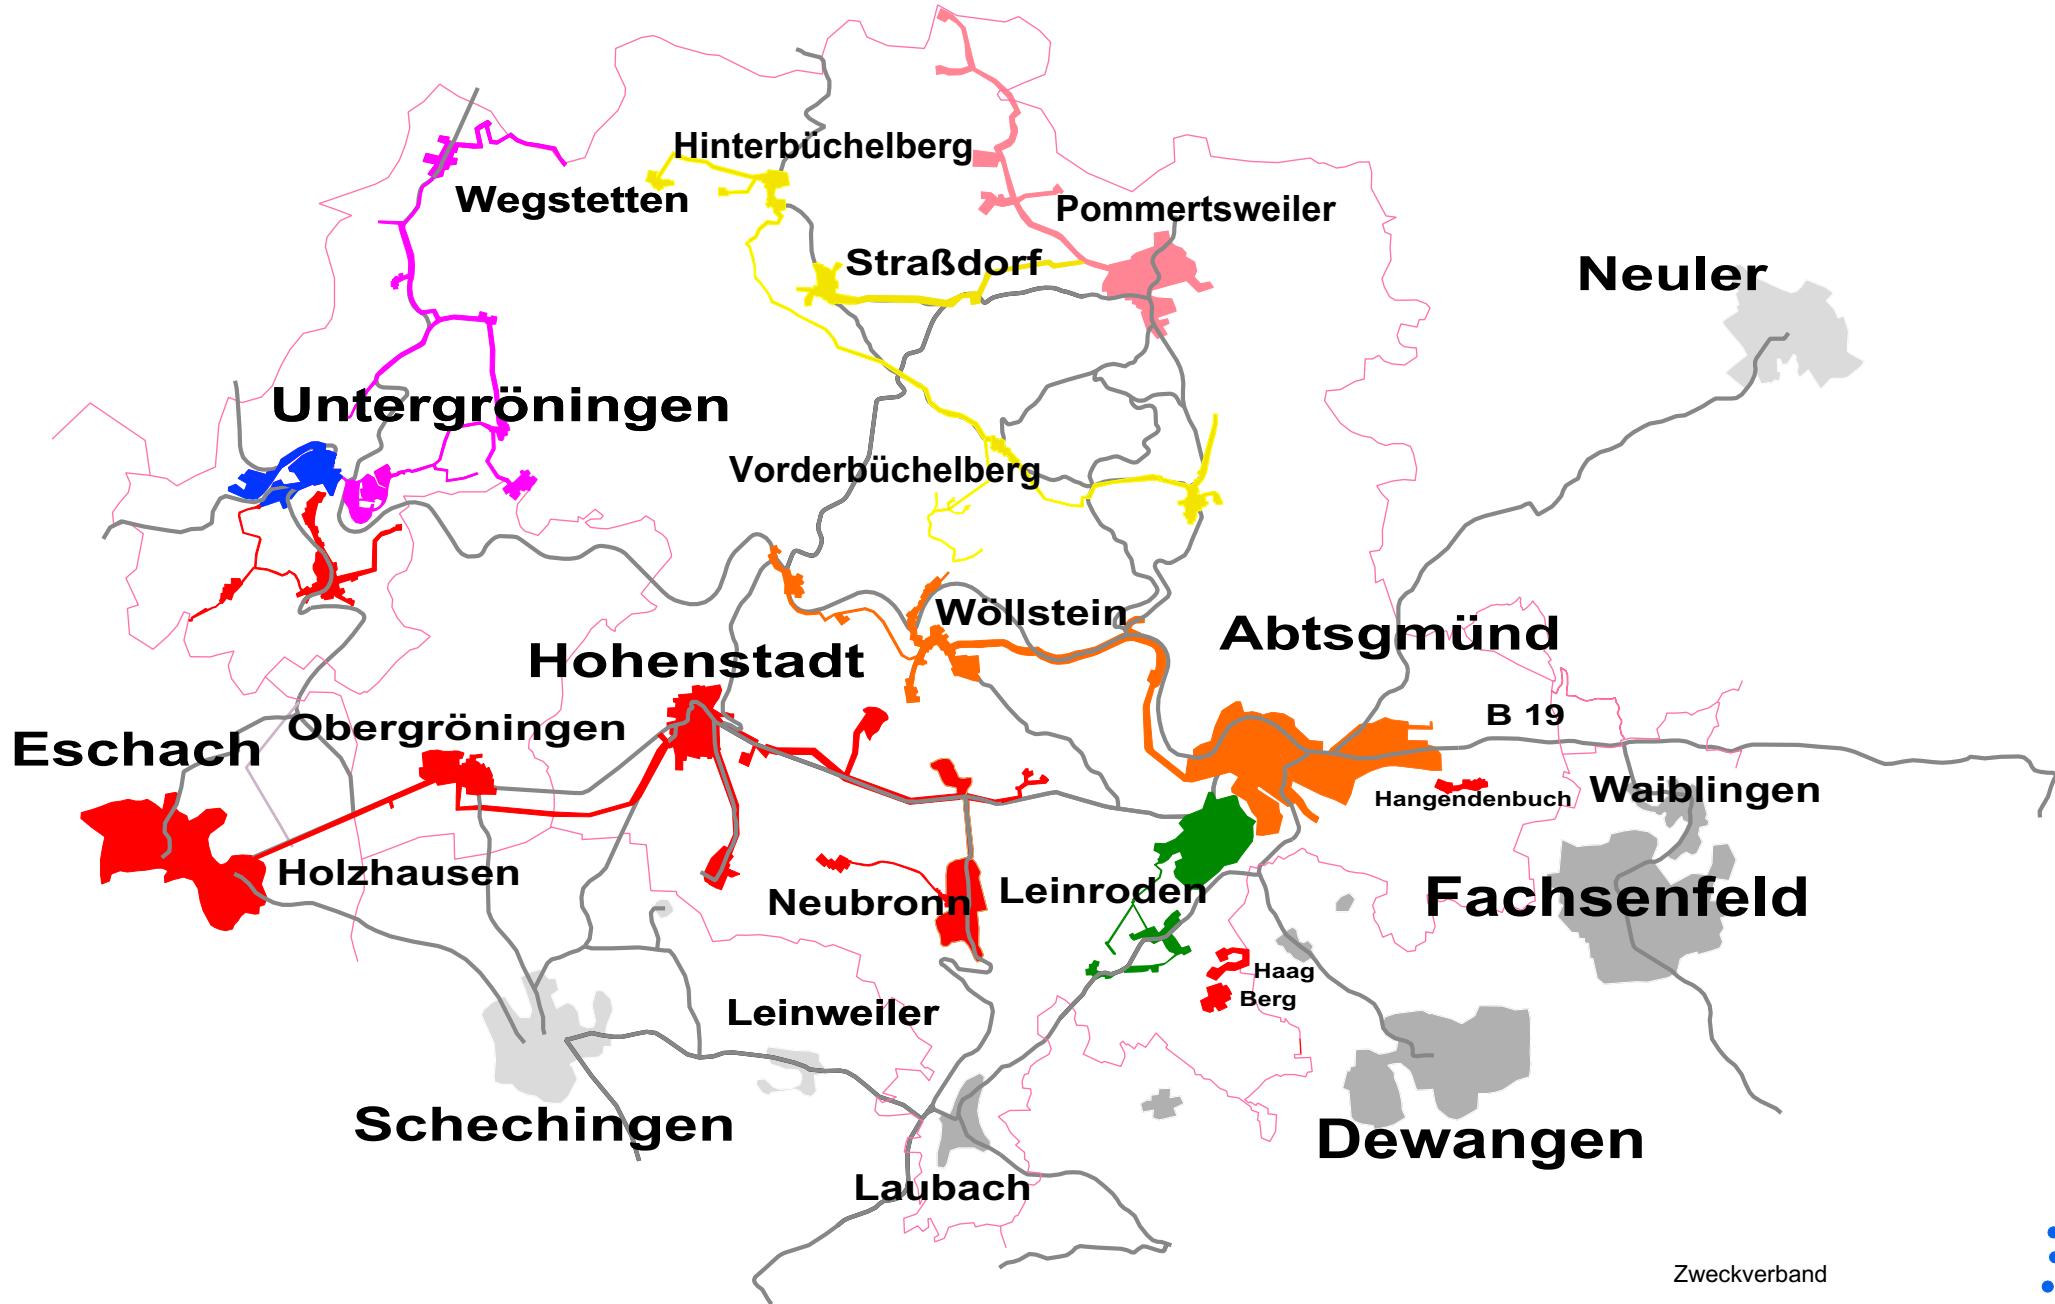 Hinterbüchelberg
Wegstetten
Pommertsweiler
Straßdorf
Neuler
Untergröningen
Vorderbüchelberg
Wöllstein
Abtsgmünd
Hohenstadt
B 19
Obergröningen
Eschach
Hangendenbuch
Waiblingen
Holzhausen
Neubronn
Leinroden
Fachsenfeld
Haag
Berg
Leinweiler
Schechingen
Dewangen
Laubach
Zweckverband